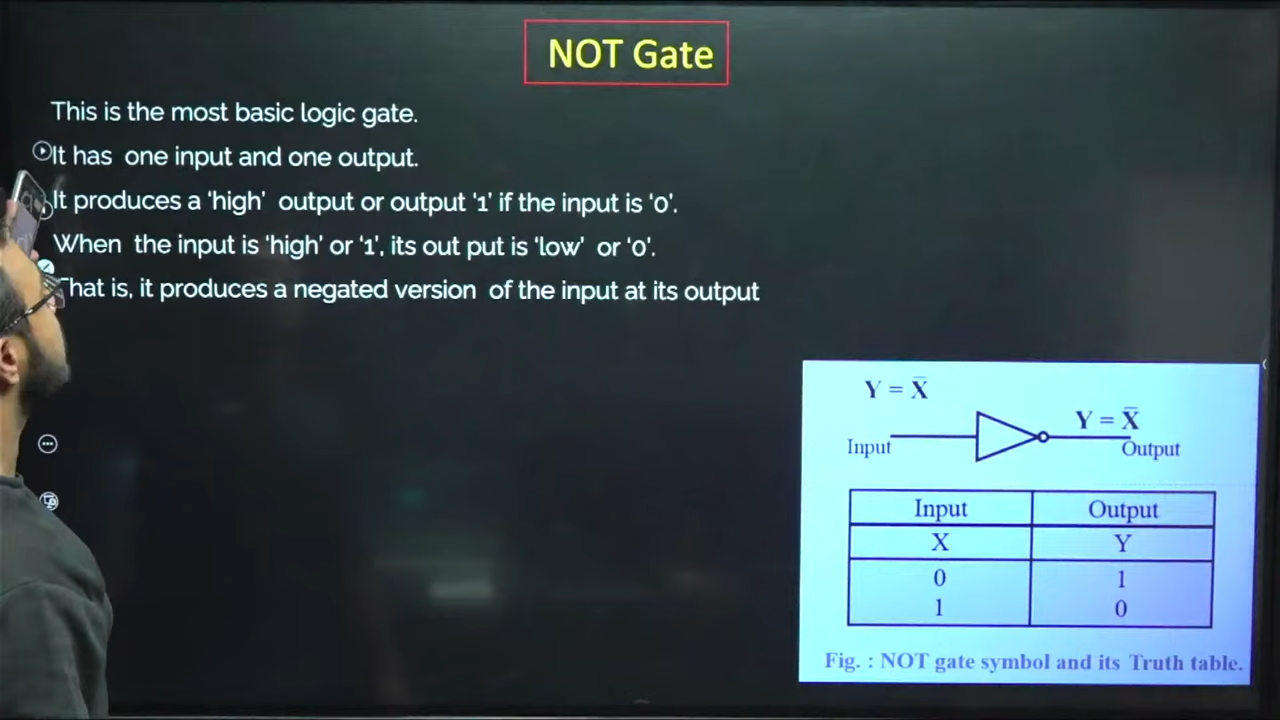 NOT Gate
This is the most basic logic gate.
It has one input and one output.
It produces a 'high' output or output '1' if the input is '0'.
When the input is 'high' or '1', its out put is 'low' or '0'.
That is, it produces a negated version of the input at its output
Y = X̅
Y = X̅
Input
Output
Input Output
X Y
0 1
1 0
Fig. : NOT gate symbol and its Truth table.